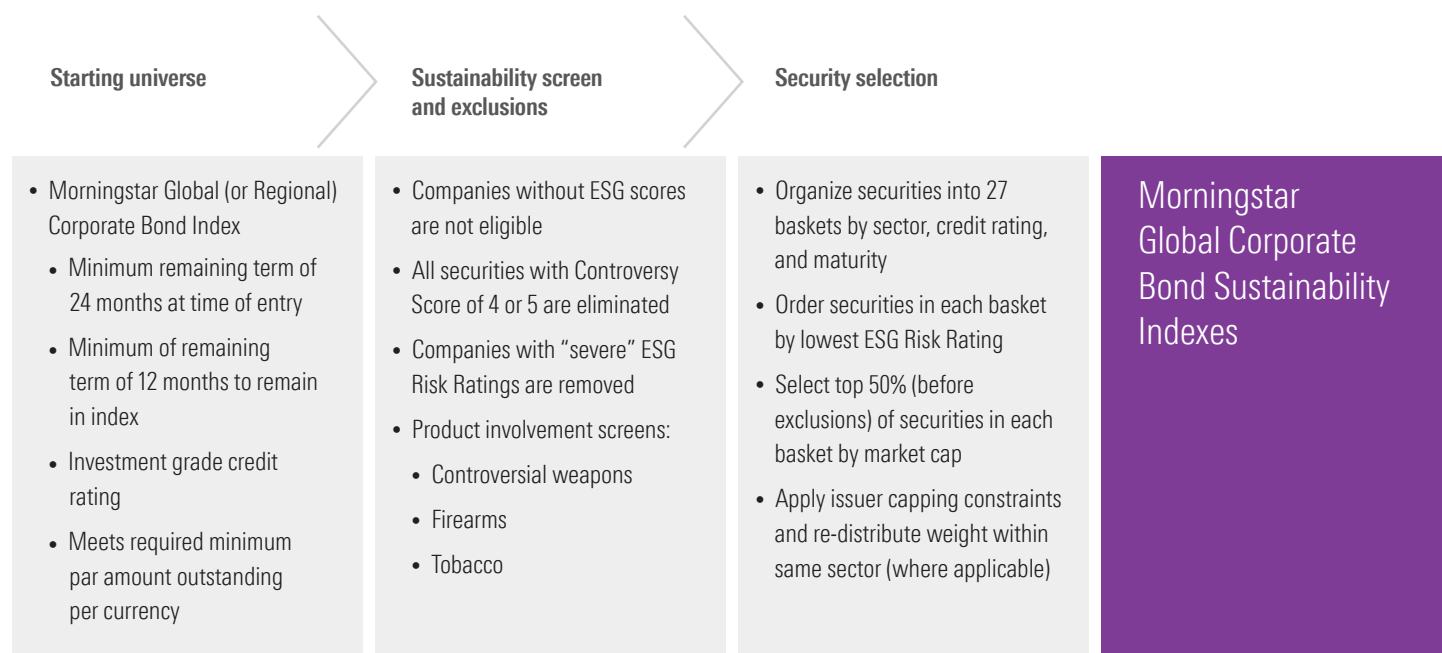 Starting universe
Sustainability screen
and exclusions
Security selection
• Morningstar Global (or Regional)
Corporate Bond Index
• Minimum remaining term of
24 months at time of entry
• Minimum of remaining
term of 12 months to remain
in index
• Investment grade credit
rating
• Meets required minimum
par amount outstanding
per currency
• Companies without ESG scores
are not eligible
• All securities with Controversy
Score of 4 or 5 are eliminated
• Companies with “severe” ESG
Risk Ratings are removed
• Product involvement screens:
• Controversial weapons
• Firearms
• Tobacco
• Organize securities into 27
baskets by sector, credit rating,
and maturity
• Order securities in each basket
by lowest ESG Risk Rating
• Select top 50% (before
exclusions) of securities in each
basket by market cap
• Apply issuer capping constraints
and re-distribute weight within
same sector (where applicable)
Morningstar
Global Corporate
Bond Sustainability
Indexes